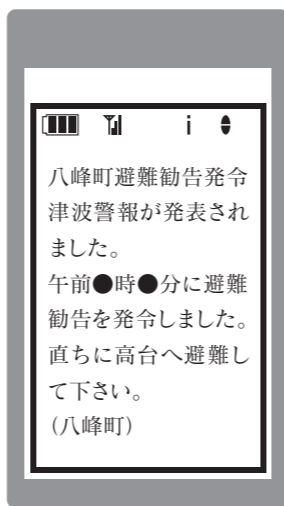 八峰町避難勧告発令
津波警報が発表され
ました。
午前●時●分に避難
勧告を発令しました。
直ちに高台へ避難し
て下さい。
(八峰町)